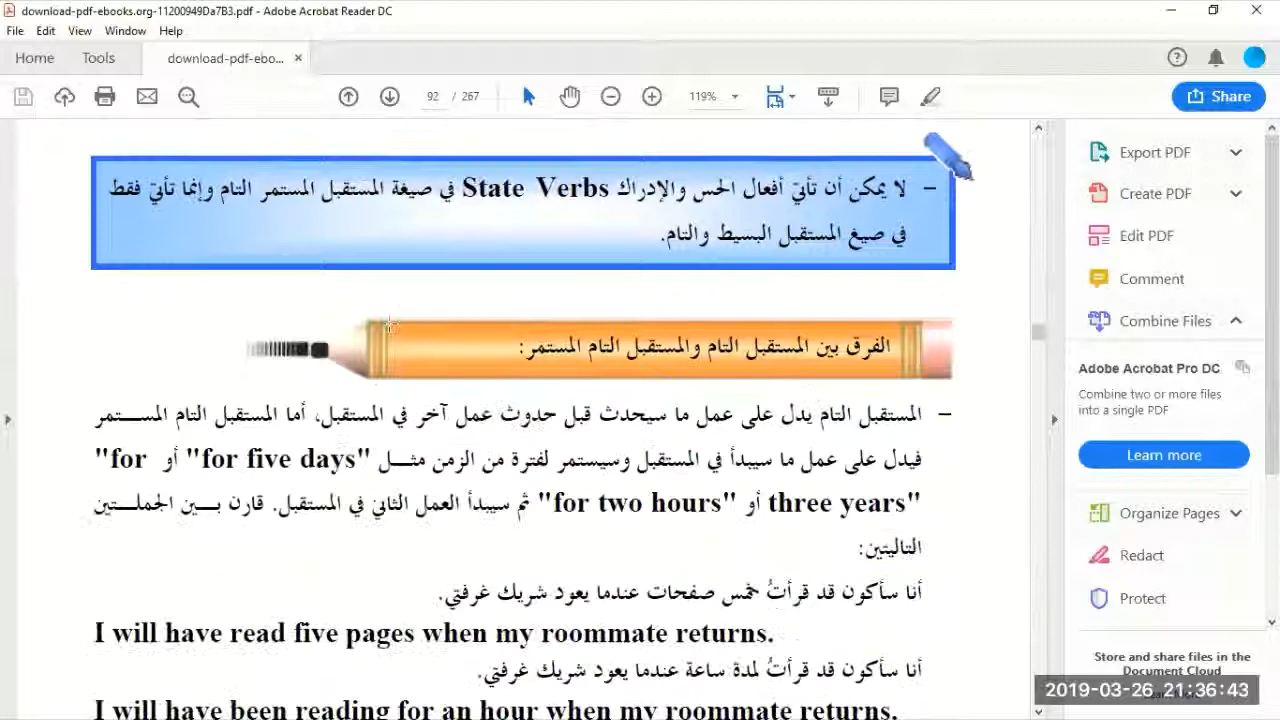 download-pdf-ebooks.org-11200949Da7B3.pdf - Adobe Acrobat Reader DC
File Edit View Window Help
Home Tools download-pdf-ebo... ×
92 / 267 119% Share
– لا يمكن أن تأتي أفعال الحس والإدراك State Verbs في صيغة المستقبل المستمر التام وإنما تأتي فقط
في صيغ المستقبل البسيط والتام.
الفرق بين المستقبل التام والمستقبل التام المستمر:
– المستقبل التام يدل على عمل ما سيحدث قبل حدوث عمل آخر في المستقبل، أما المستقبل التام المستمر
فيدل على عمل ما سيبدأ في المستقبل وسيستمر لفترة من الزمن مثل "for five days" أو "for
three years" أو "for two hours" ثم سيبدأ العمل الثاني في المستقبل. قارن بين الجملتين
التاليتين:
أنا سأكون قد قرأتُ خمس صفحات عندما يعود شريك غرفتي.
I will have read five pages when my roommate returns.
أنا سأكون قد قرأتُ لمدة ساعة عندما يعود شريك غرفتي.
I will have been reading for an hour when my roommate returns.
Export PDF
Create PDF
Edit PDF
Comment
Combine Files
Adobe Acrobat Pro DC
Combine two or more files
into a single PDF
Learn more
Organize Pages
Redact
Protect
Store and share files in the
Document Cloud
2019-03-26 21:36:43